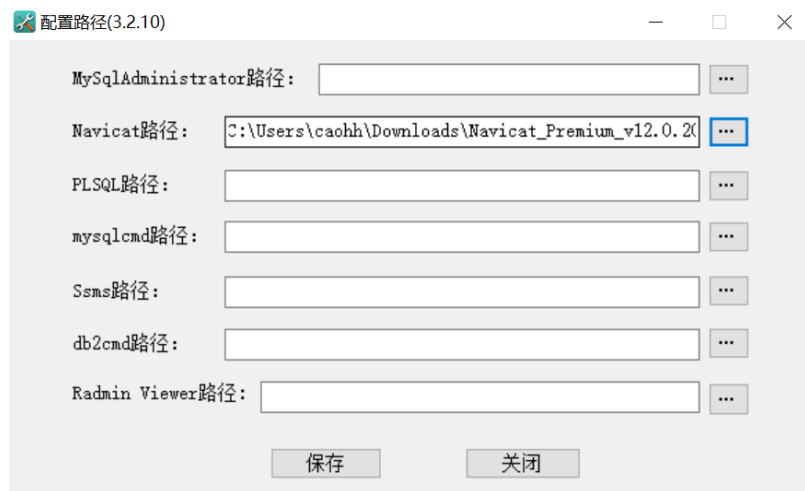 配置路径(3.2.10)
MySqlAdministrator路径:
...
Navicat路径:
C:\Users\caohh\Downloads\Navicat_Premium_v12.0.2
...
PLSQL路径:
...
mysqlcmd路径:
...
Ssms路径:
...
db2cmd路径:
...
Radmin Viewer路径:
...
保存
关闭